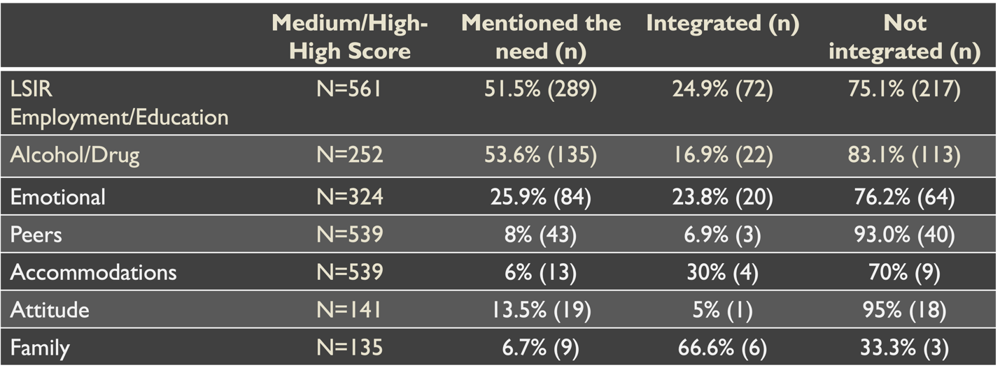 Medium/High-High Score Mentioned the need (n) Integrated (n) Not integrated (n)
LSIR Employment/Education N=561 51.5% (289) 24.9% (72) 75.1% (217)
Alcohol/Drug N=252 53.6% (135) 16.9% (22) 83.1% (113)
Emotional N=324 25.9% (84) 23.8% (20) 76.2% (64)
Peers N=539 8% (43) 6.9% (3) 93.0% (40)
Accommodations N=539 6% (13) 30% (4) 70% (9)
Attitude N=141 13.5% (19) 5% (1) 95% (18)
Family N=135 6.7% (9) 66.6% (6) 33.3% (3)